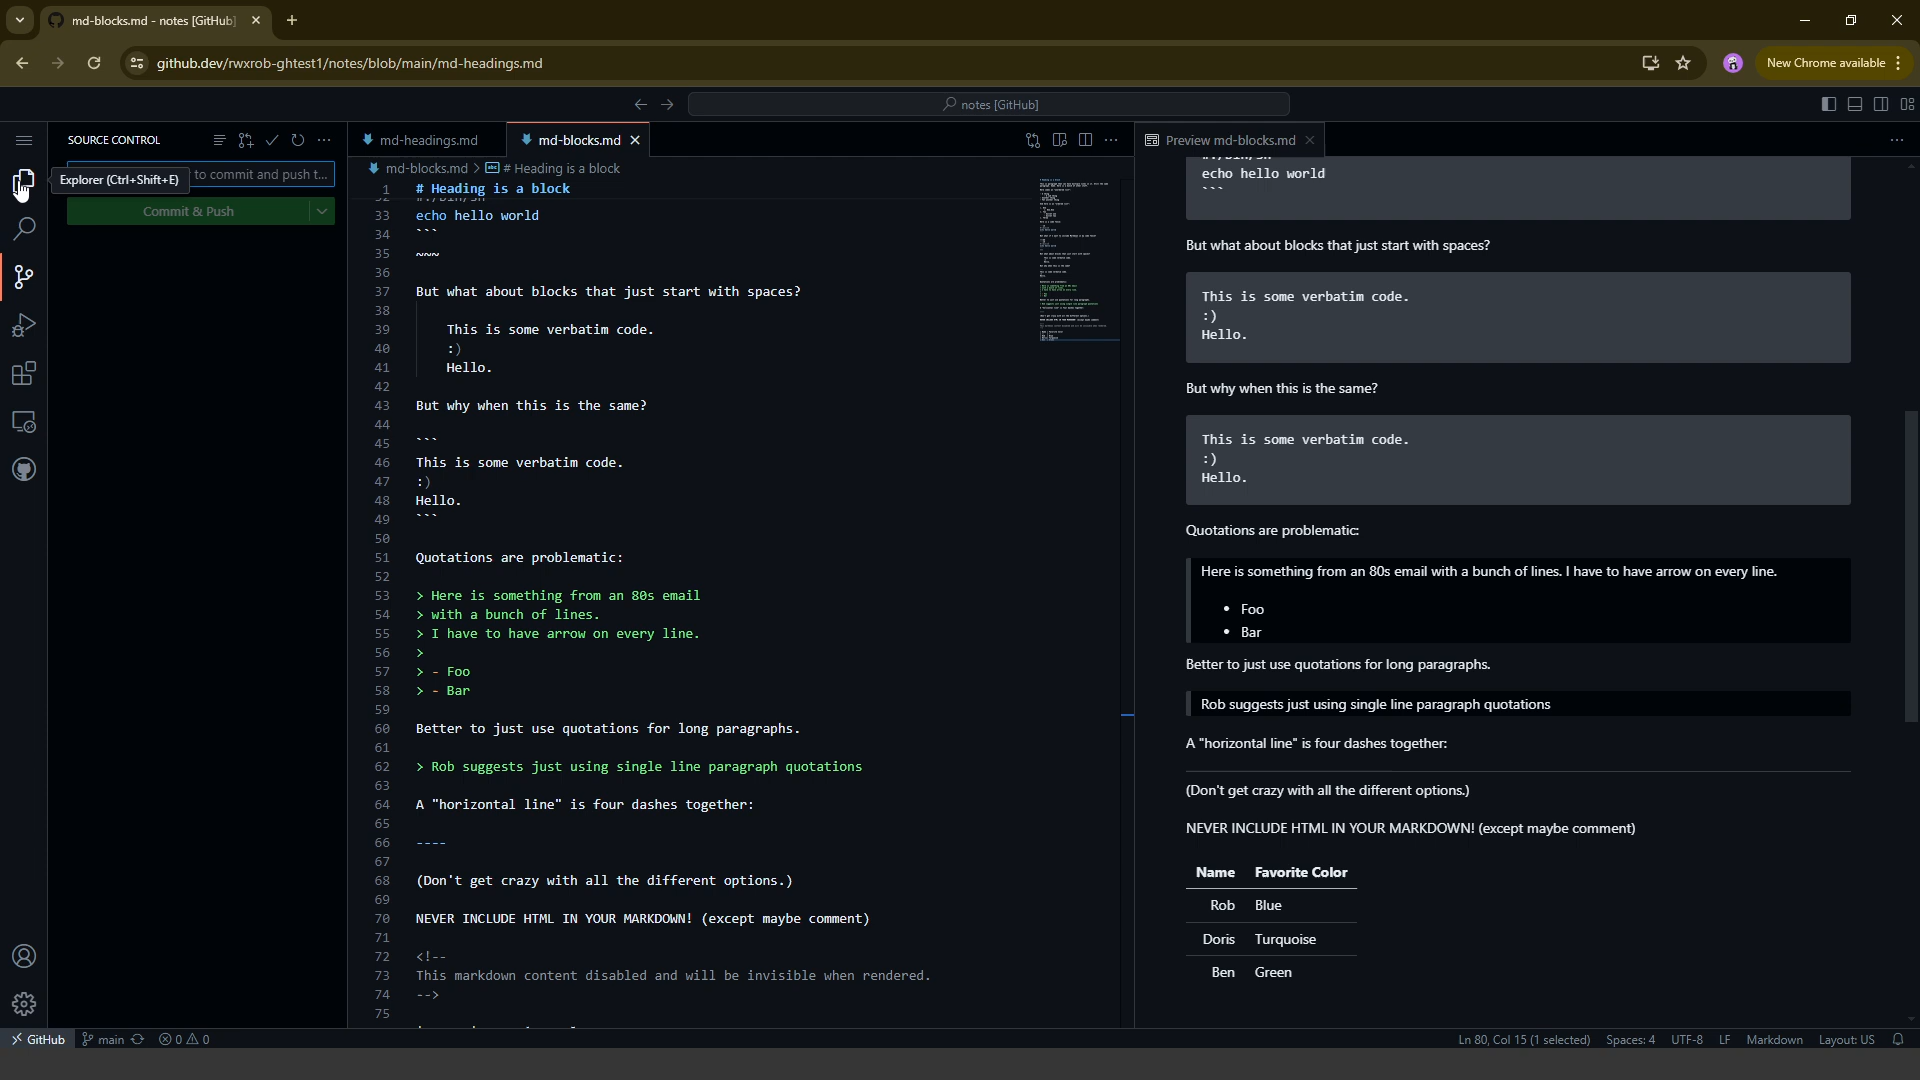 md-blocks.md - notes [GitHub]
github.dev/rwxrob-ghtest1/notes/blob/main/md-headings.md
New Chrome available
notes [GitHub]
SOURCE CONTROL
md-headings.md
md-blocks.md
Preview md-blocks.md
md-blocks.md > # Heading is a block
Explorer (Ctrl+Shift+E)
to commit and push t...
Commit & Push
1 # Heading is a block
33 echo hello world
34 ```
35 ~~~
36
37 But what about blocks that just start with spaces?
38
39 This is some verbatim code.
40 :)
41 Hello.
42
43 But why when this is the same?
44
45 ```
46 This is some verbatim code.
47 :)
48 Hello.
49 ```
50
51 Quotations are problematic:
52
53 > Here is something from an 80s email
54 > with a bunch of lines.
55 > I have to have arrow on every line.
56 >
57 > - Foo
58 > - Bar
59
60 Better to just use quotations for long paragraphs.
61
62 > Rob suggests just using single line paragraph quotations
63
64 A "horizontal line" is four dashes together:
65
66 ----
67
68 (Don't get crazy with all the different options.)
69
70 NEVER INCLUDE HTML IN YOUR MARKDOWN! (except maybe comment)
71
72 <!--
73 This markdown content disabled and will be invisible when rendered.
74 -->
75
echo hello world
```
But what about blocks that just start with spaces?
This is some verbatim code.
:)
Hello.
But why when this is the same?
This is some verbatim code.
:)
Hello.
Quotations are problematic:
Here is something from an 80s email with a bunch of lines. I have to have arrow on every line.
• Foo
• Bar
Better to just use quotations for long paragraphs.
Rob suggests just using single line paragraph quotations
A "horizontal line" is four dashes together:
(Don't get crazy with all the different options.)
NEVER INCLUDE HTML IN YOUR MARKDOWN! (except maybe comment)
Name Favorite Color
Rob Blue
Doris Turquoise
Ben Green
GitHub main 0 0
Ln 80, Col 15 (1 selected) Spaces: 4 UTF-8 LF Markdown Layout: US